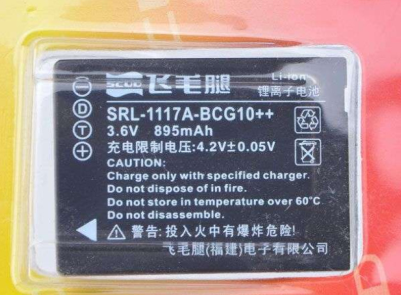 SCUD 飞毛腿
Li-ion
锂离子电池
SRL-1117A-BCG10++
3.6V 895mAh
充电限制电压:4.2V±0.05V
CAUTION:
Charge only with specified charger.
Do not dispose of in fire.
Do not store in temperature over 60°C
Do not disassemble.
警告:投入火中有爆炸危险!
飞毛腿(福建)电子有限公司
D
T